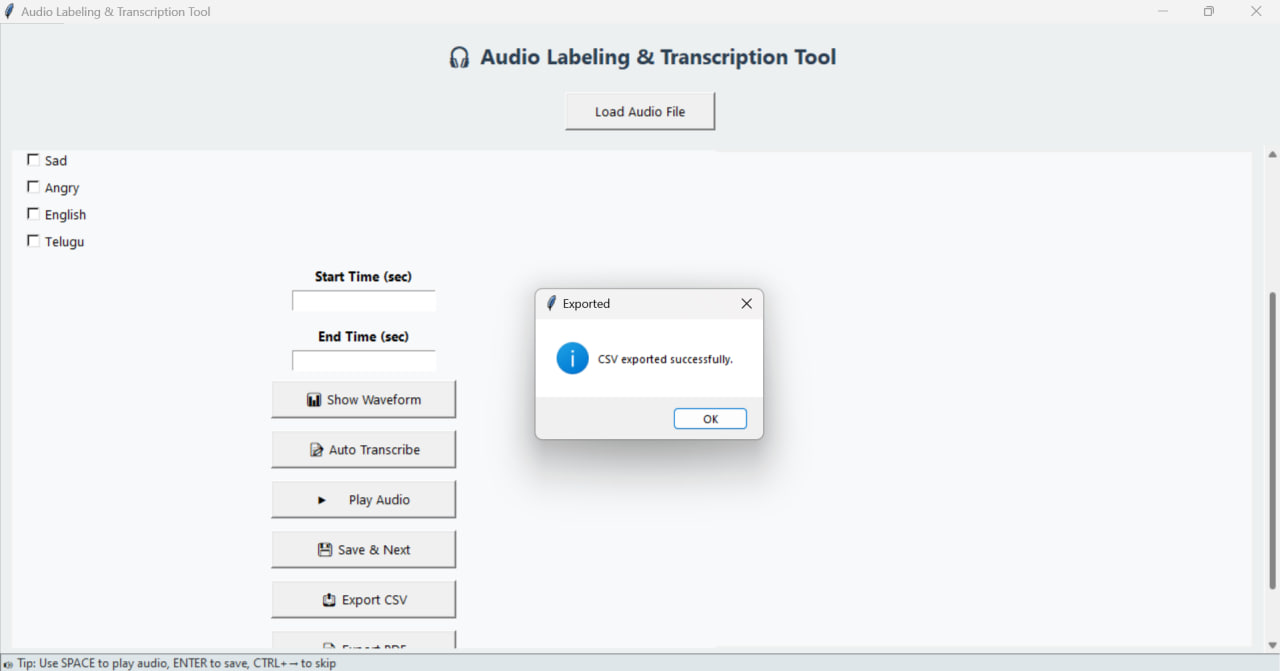 Audio Labeling & Transcription Tool
🎧 Audio Labeling & Transcription Tool
Load Audio File
Sad
Angry
English
Telugu
Start Time (sec)
End Time (sec)
Show Waveform
Auto Transcribe
Play Audio
Save & Next
Export CSV
Export PDF
Exported
CSV exported successfully.
OK
Tip: Use SPACE to play audio, ENTER to save, CTRL+→ to skip